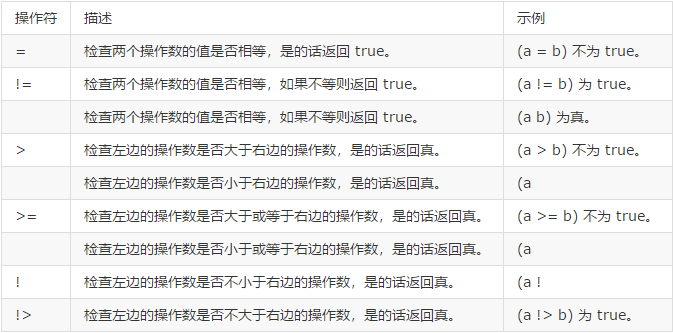 操作符 描述 示例
= 检查两个操作数的值是否相等，是的话返回 true。 (a = b) 不为 true。
!= 检查两个操作数的值是否相等，如果不等则返回 true。 (a != b) 为 true。
检查两个操作数的值是否相等，如果不等则返回 true。 (a b) 为真。
> 检查左边的操作数是否大于右边的操作数，是的话返回真。 (a > b) 不为 true。
检查左边的操作数是否小于右边的操作数，是的话返回真。 (a
>= 检查左边的操作数是否大于或等于右边的操作数，是的话返回真。 (a >= b) 不为 true。
检查左边的操作数是否小于或等于右边的操作数，是的话返回真。 (a
! 检查左边的操作数是否不小于右边的操作数，是的话返回真。 (a !
!> 检查左边的操作数是否不大于右边的操作数，是的话返回真。 (a !> b) 为 true。